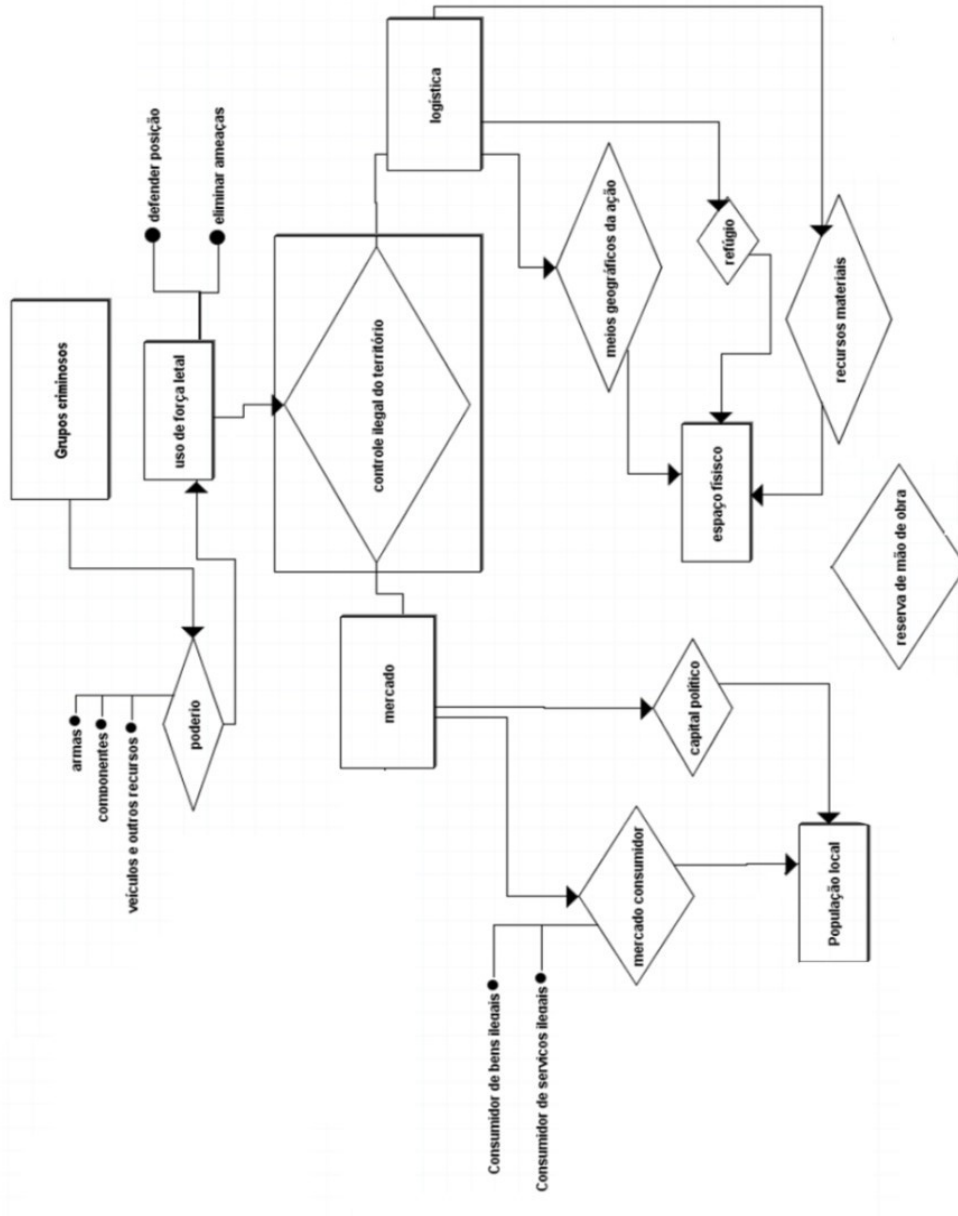 Grupos criminosos
armas
componentes
veículos e outros recursos
defender posição
uso de força letal
poderio
eliminar ameaças
controle ilegal do território
mercado
logística
Consumidor de bens ilegais
Consumidor de servicos ilegais
meios geográficos da ação
mercado consumidor
capital político
espaço físisco
refúgio
População local
recursos materiais
reserva de mão de obra